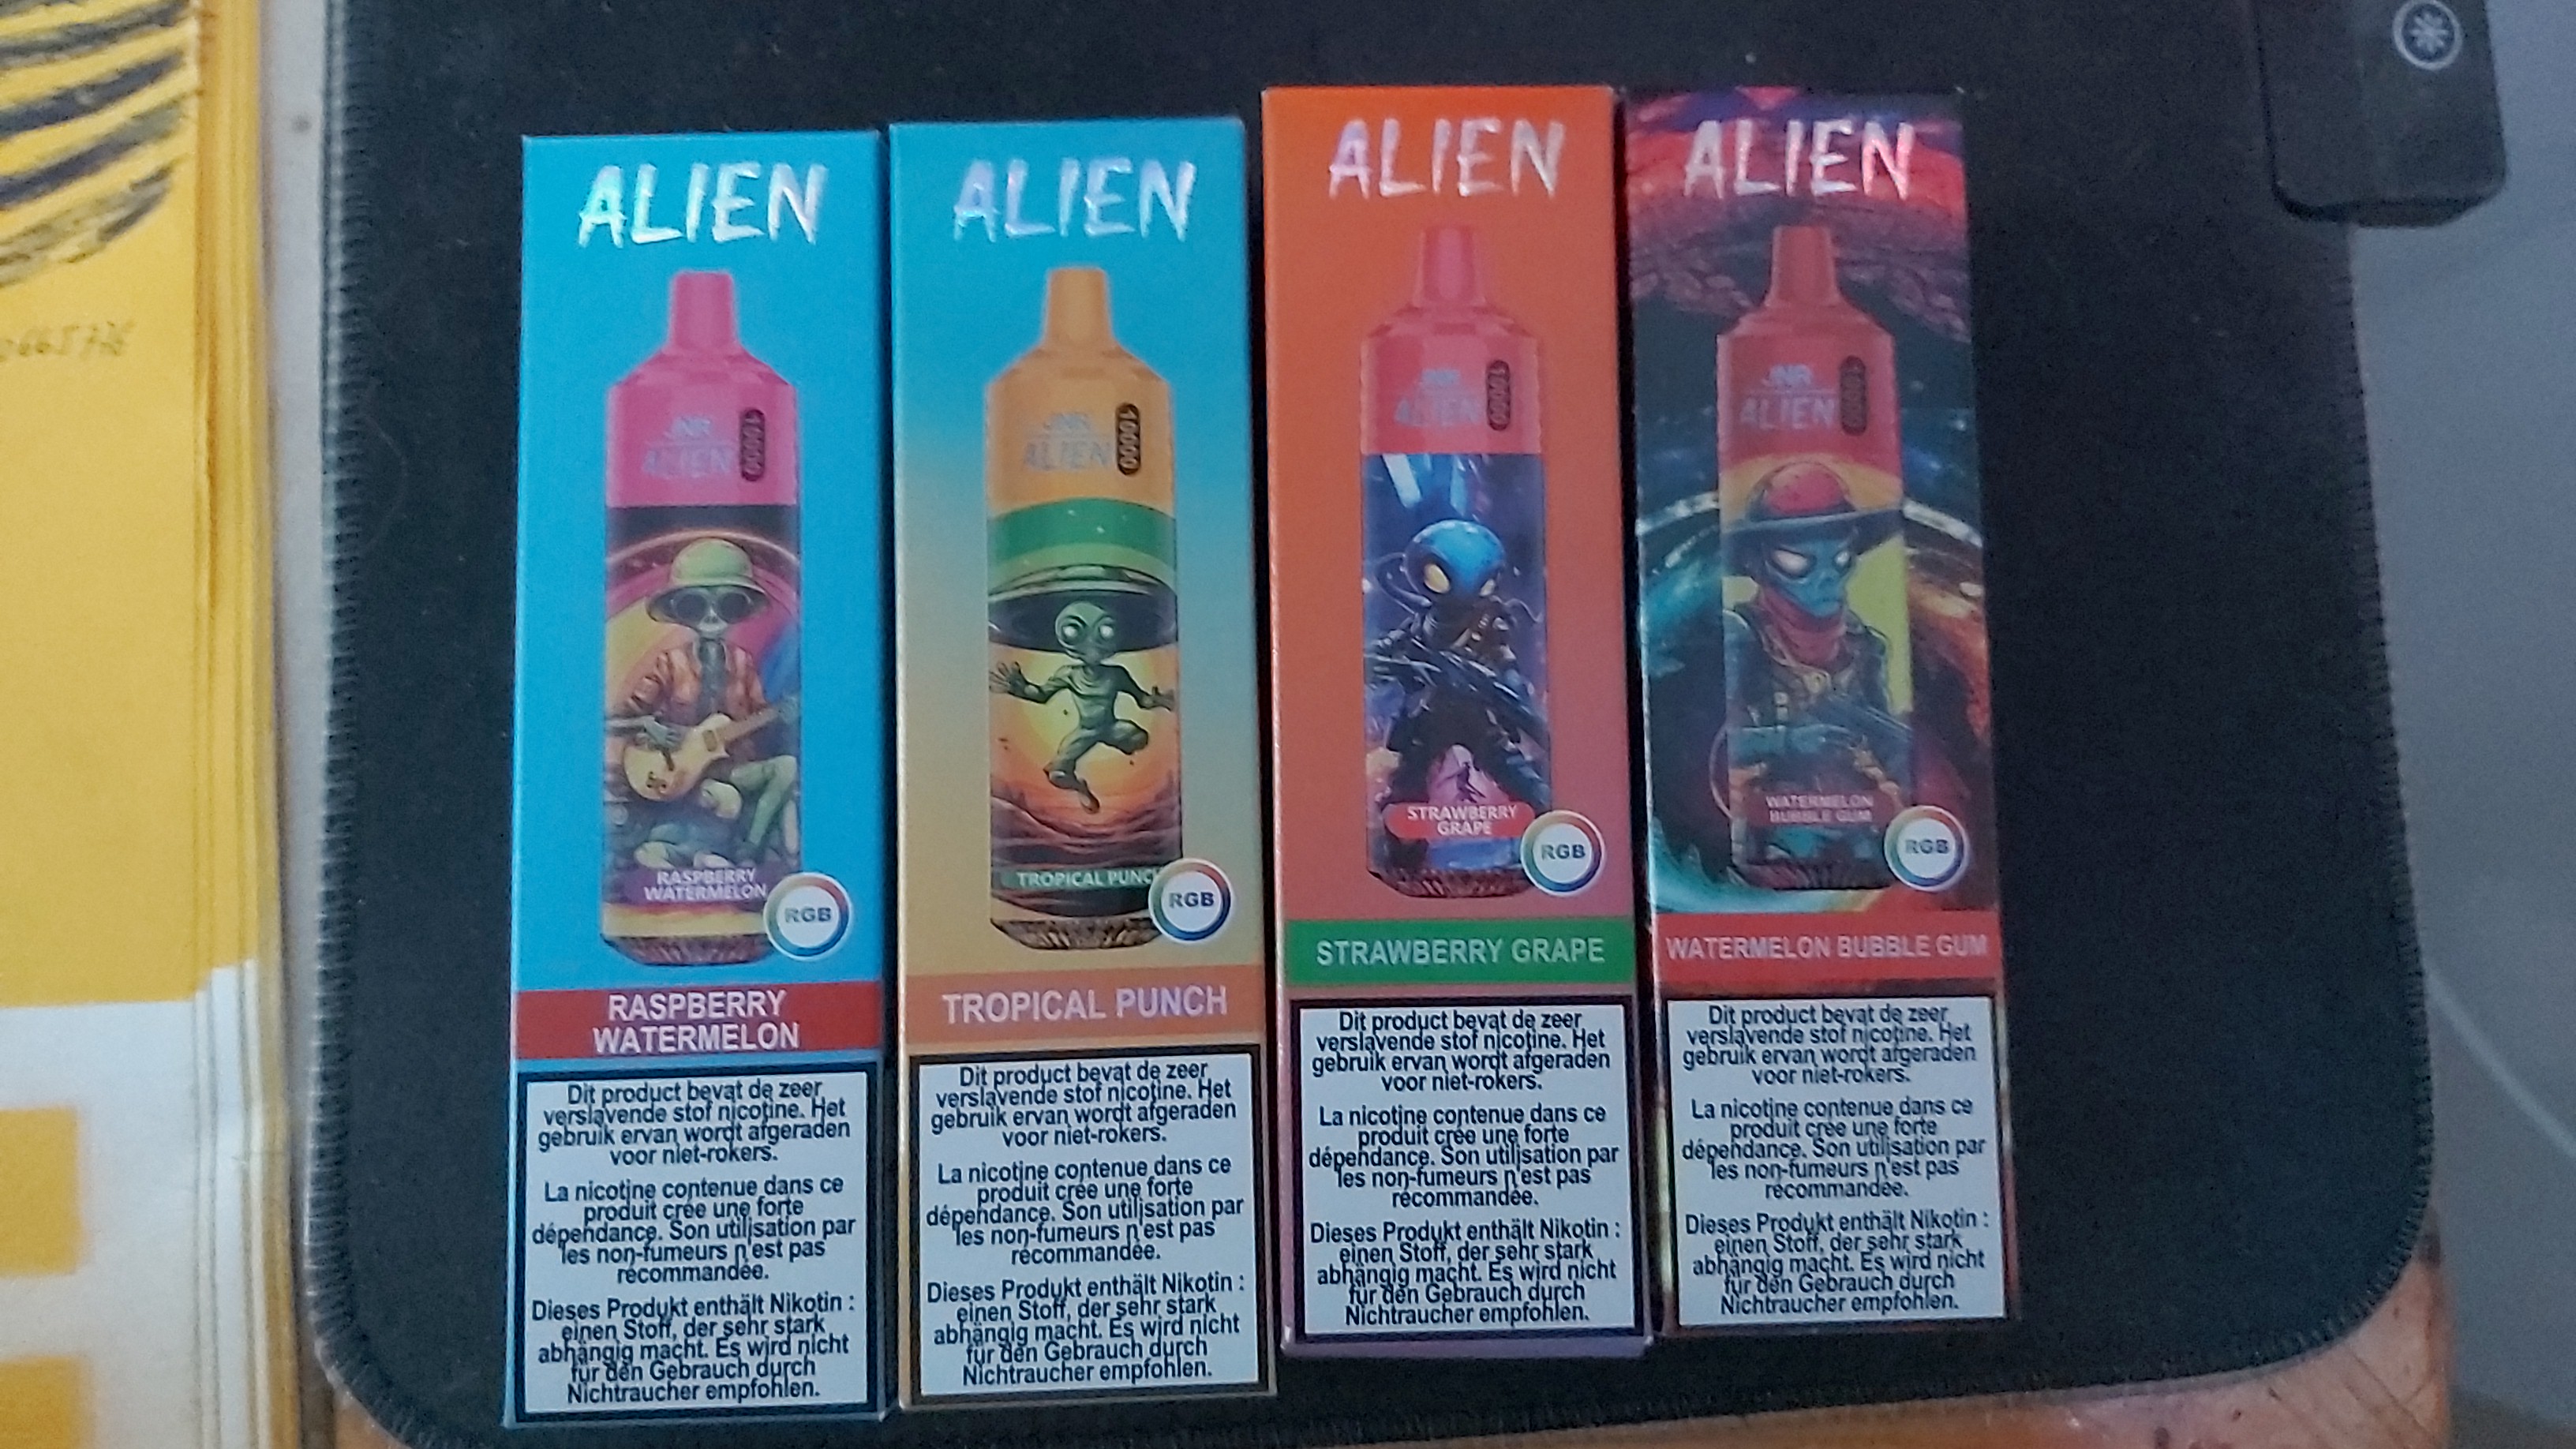 ALIEN
JNR
ALIEN
10000
RASPBERRY
WATERMELON
RGB
RASPBERRY
WATERMELON
Dit product bevat de zeer
verslavende stof nicotine. Het
gebruik ervan wordt afgeraden
voor niet-rokers.
La nicotine contenue dans ce
produit crée une forte
dépendance. Son utilisation par
les non-fumeurs n'est pas
recommandée.
Dieses Produkt enthält Nikotin :
einen Stoff, der sehr stark
abhängig macht. Es wird nicht
für den Gebrauch durch
Nichtraucher empfohlen.
ALIEN
JNR
ALIEN
10000
TROPICAL PUNCH
RGB
TROPICAL PUNCH
Dit product bevat de zeer
verslavende stof nicotine. Het
gebruik ervan wordt afgeraden
voor niet-rokers.
La nicotine contenue dans ce
produit crée une forte
dépendance. Son utilisation par
les non-fumeurs n'est pas
recommandée.
Dieses Produkt enthält Nikotin :
einen Stoff, der sehr stark
abhängig macht. Es wird nicht
für den Gebrauch durch
Nichtraucher empfohlen.
ALIEN
JNR
ALIEN
10000
STRAWBERRY
GRAPE
RGB
STRAWBERRY GRAPE
Dit product bevat de zeer
verslavende stof nicotine. Het
gebruik ervan wordt afgeraden
voor niet-rokers.
La nicotine contenue dans ce
produit crée une forte
dépendance. Son utilisation par
les non-fumeurs n'est pas
recommandée.
Dieses Produkt enthält Nikotin :
einen Stoff, der sehr stark
abhängig macht. Es wird nicht
für den Gebrauch durch
Nichtraucher empfohlen.
ALIEN
JNR
ALIEN
10000
WATERMELON
BUBBLE GUM
RGB
WATERMELON BUBBLE GUM
Dit product bevat de zeer
verslavende stof nicotine. Het
gebruik ervan wordt afgeraden
voor niet-rokers.
La nicotine contenue dans ce
produit crée une forte
dépendance. Son utilisation par
les non-fumeurs n'est pas
recommandée.
Dieses Produkt enthält Nikotin :
einen Stoff, der sehr stark
abhängig macht. Es wird nicht
für den Gebrauch durch
Nichtraucher empfohlen.